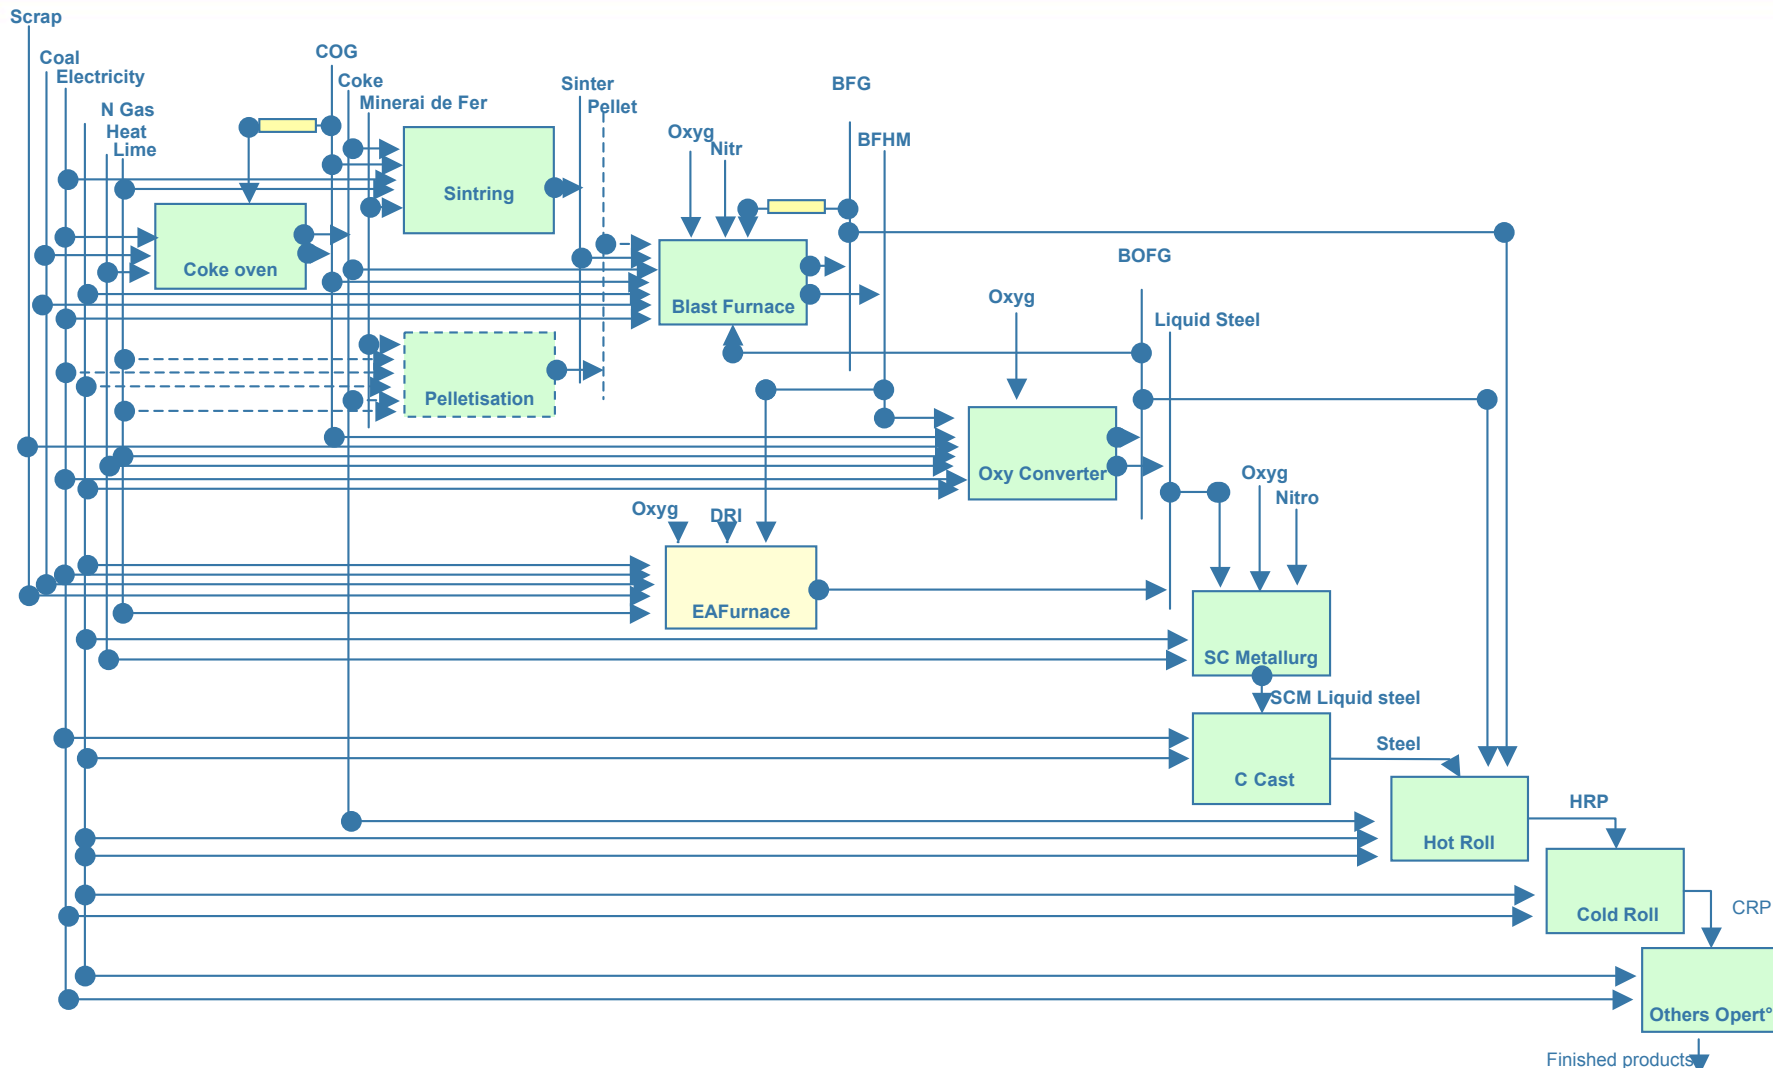 Scrap
Coal
Electricity
N Gas
Heat
Lime
COG
Coke
Minerai de Fer
Sinter
Pellet
Oxyg
Nitr
BFG
BFHM
Sintring
Coke oven
Blast Furnace
BOFG
Oxyg
Liquid Steel
Pelletisation
Oxy Converter
Oxyg
Nitro
Oxyg
DRI
EAFurnace
SC Metallurg
SCM Liquid steel
Steel
C Cast
HRP
Hot Roll
CRP
Cold Roll
Others Opert°
Finished products